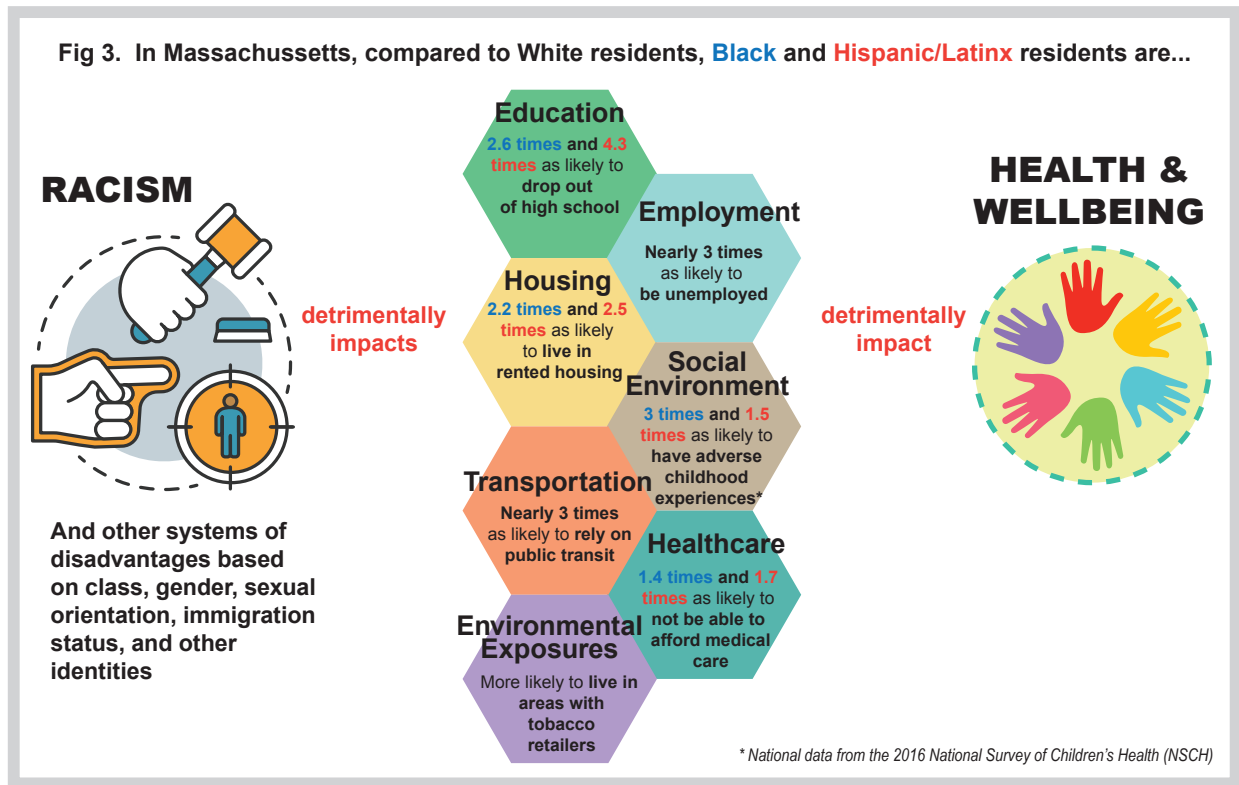 Fig 3. In Massachussetts, compared to White residents, Black and Hispanic/Latinx residents are...
RACISM
And other systems of
disadvantages based
on class, gender, sexual
orientation, immigration
status, and other
identities
detrimentally
impacts
Education
2.6 times and 4.3
times as likely to
drop out
of high school
Employment
Nearly 3 times
as likely to
be unemployed
Housing
2.2 times and 2.5
times as likely
to live in
rented housing
Social
Environment
3 times and 1.5
times as likely to
have adverse
childhood
experiences*
Transportation
Nearly 3 times
as likely to rely on
public transit
Healthcare
1.4 times and 1.7
times as likely to
not be able to
afford medical
care
Environmental
Exposures
More likely to live in
areas with
tobacco
retailers
detrimentally
impact
HEALTH &
WELLBEING
* National data from the 2016 National Survey of Children's Health (NSCH)